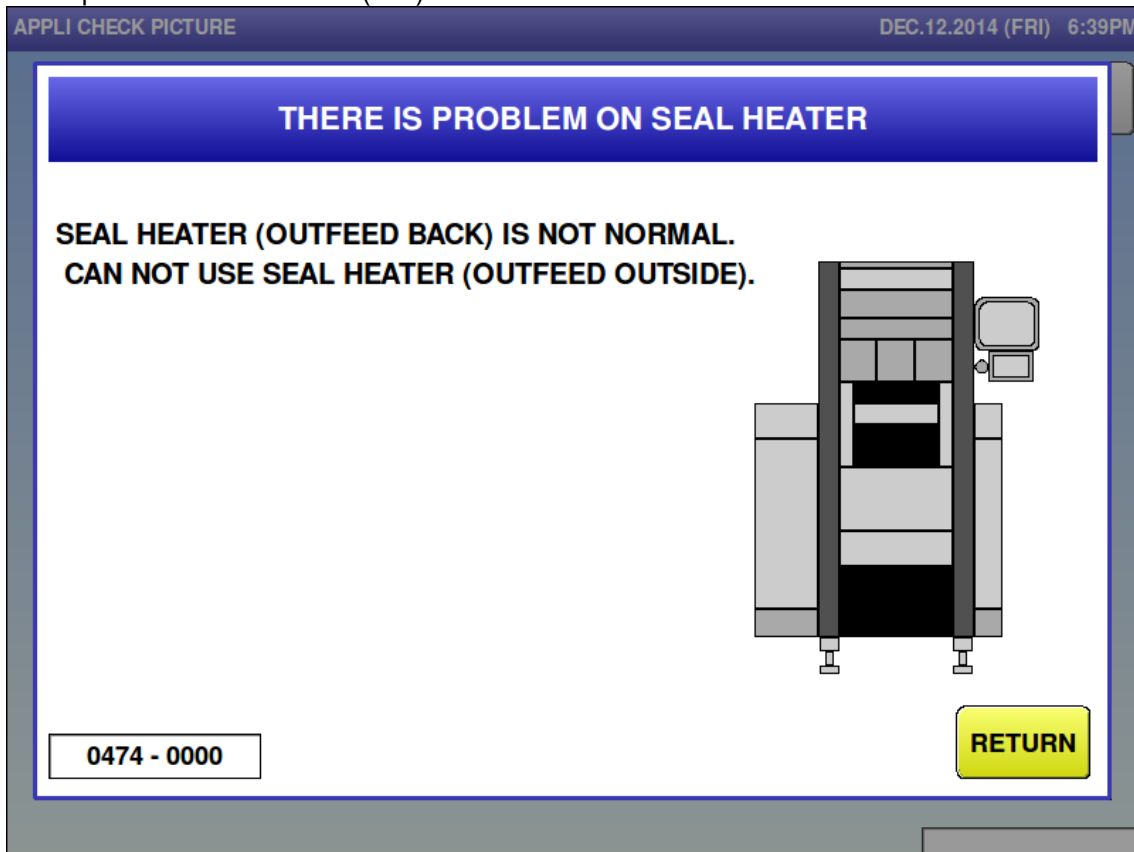 APPLI CHECK PICTURE
DEC.12.2014 (FRI) 6:39PM
THERE IS PROBLEM ON SEAL HEATER
SEAL HEATER (OUTFEED BACK) IS NOT NORMAL.
CAN NOT USE SEAL HEATER (OUTFEED OUTSIDE).
0474 - 0000
RETURN